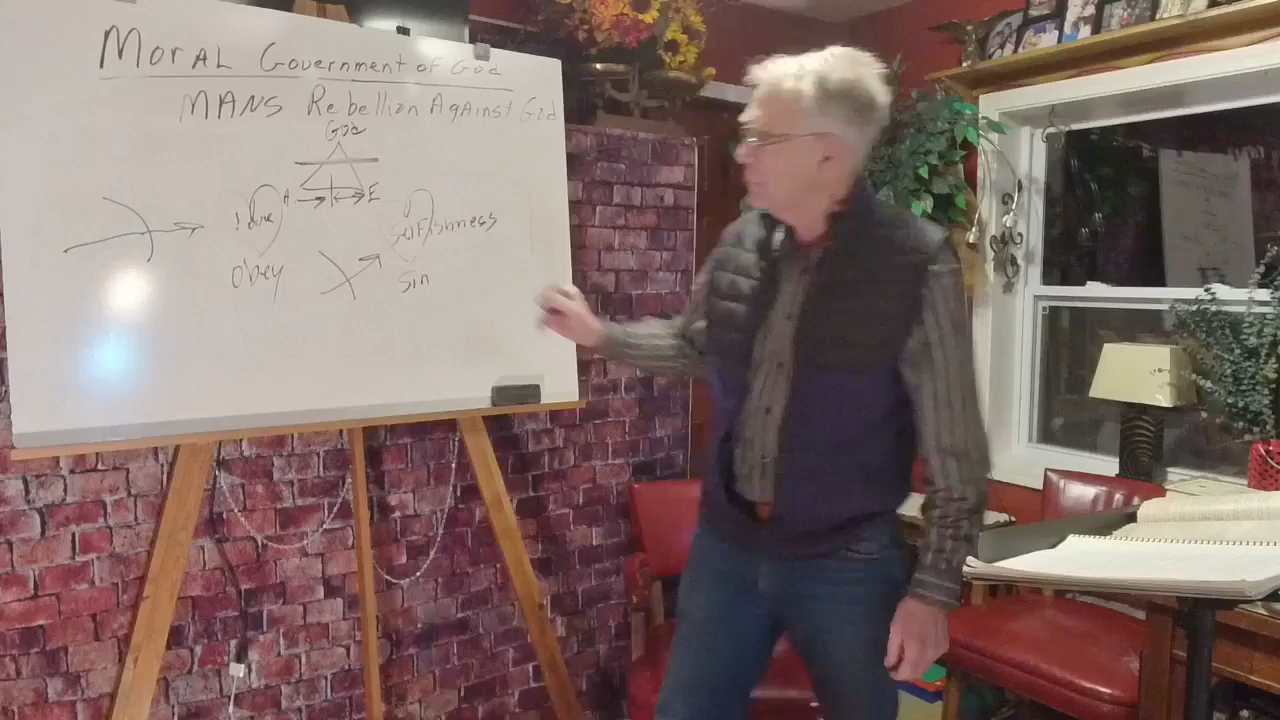 Moral Government of God
MANS Rebellion Against God
God
A E
love selfishness
obey sin